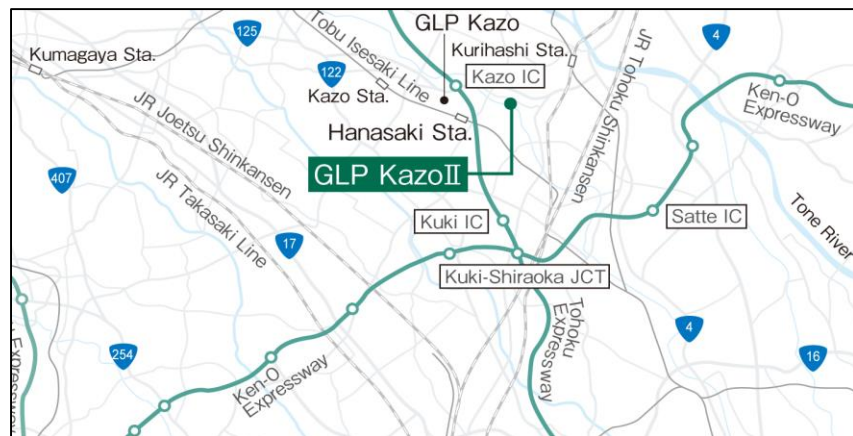 125
4
GLP Kazo
Kumagaya Sta.
Tobu Isesaki Line
Kurihashi Sta.
JR Tohoku Shinkansen
122
Kazo IC
Kazo Sta.
Ken-O
Expressway
JR Joetsu Shinkansen
Hanasaki Sta.
GLP KazoⅡ
407
JR Takasaki Line
Kuki IC
Satte IC
Tone River
17
Kuki-Shiraoka JCT
Tohoku
Expressway
4
254
16
Ken-O
Expressway
Expressway